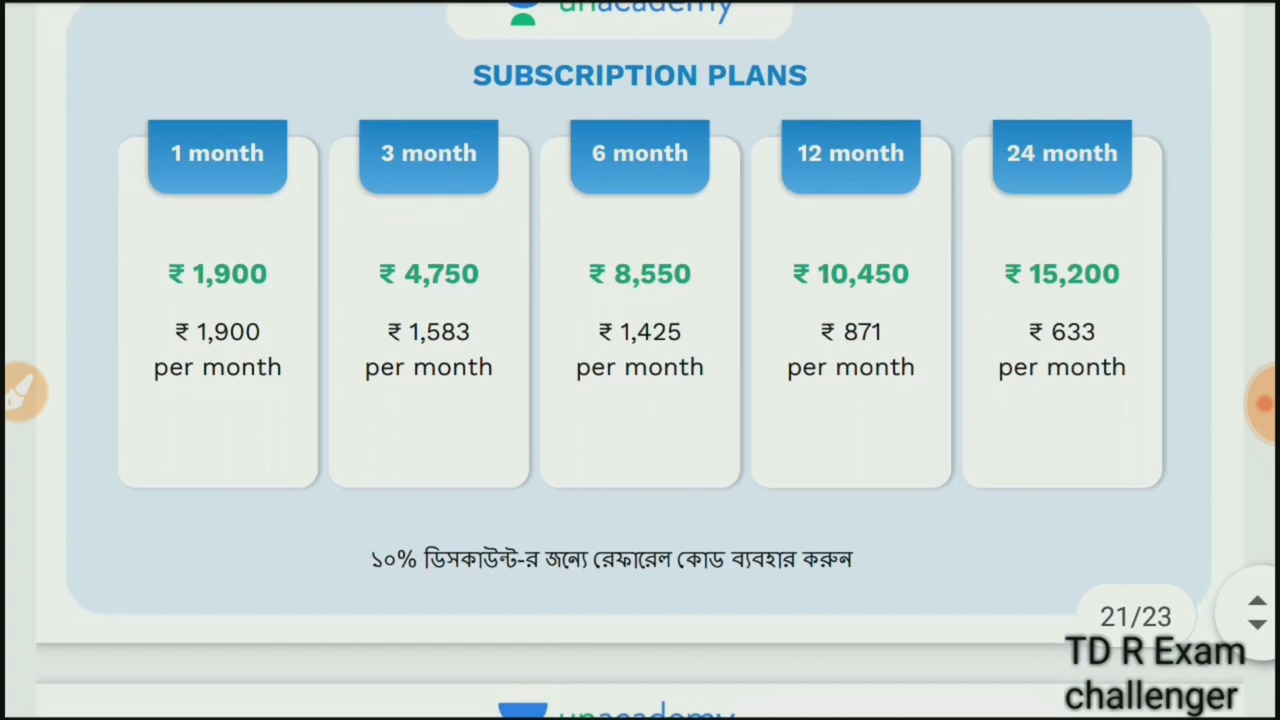 unacademy
SUBSCRIPTION PLANS
1 month
₹ 1,900
₹ 1,900
per month
3 month
₹ 4,750
₹ 1,583
per month
6 month
₹ 8,550
₹ 1,425
per month
12 month
₹ 10,450
₹ 871
per month
24 month
₹ 15,200
₹ 633
per month
১০% ডিসকাউন্ট-র জন্যে রেফারেল কোড ব্যবহার করুন
21/23
TD R Exam
challenger
unacademy